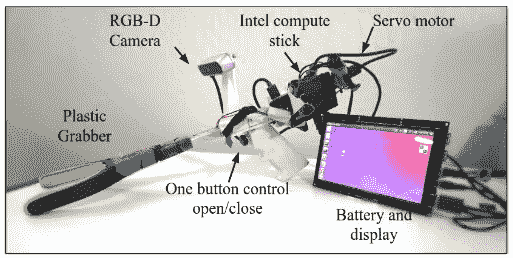 RGB-D
Camera
Intel compute
stick
Servo motor
Plastic
Grabber
One button control
open/close
Battery and
display